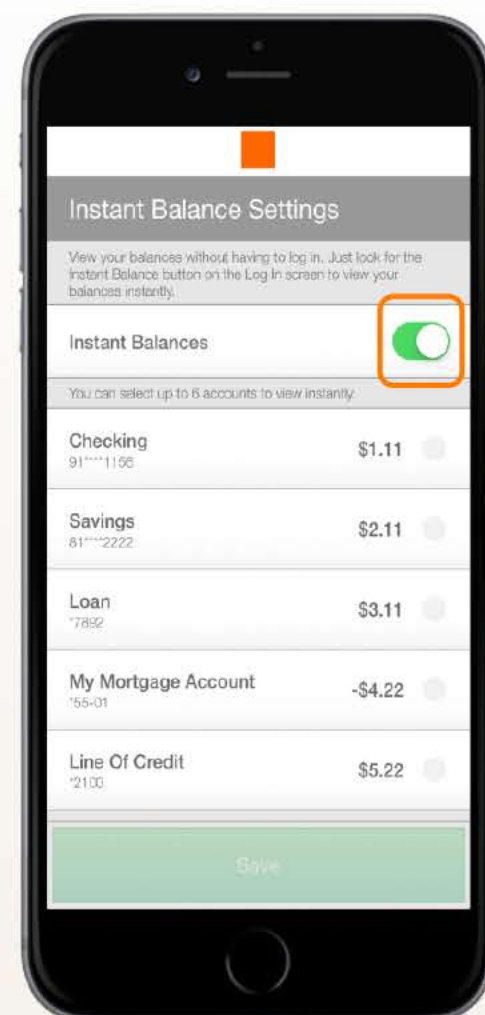 Instant Balance Settings
View your balances without having to log in. Just look for the
Instant Balance button on the Log In screen to view your
balances instantly.
Instant Balances
You can select up to 6 accounts to view instantly.
Checking
$1.11
91****1156
Savings
$2.11
81****2222
Loan
$3.11
*7892
My Mortgage Account
-$4.22
*55-01
Line Of Credit
$5.22
*2103
Save